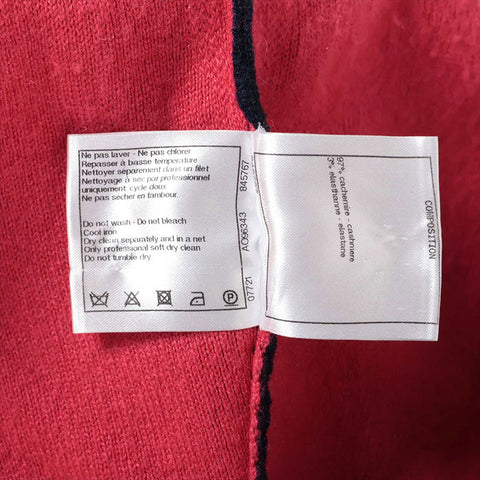 Ne pas laver - Ne pas chlorer
Repasser à basse température
Nettoyer séparément dans un filet
Nettoyage à sec par professionnel
uniquement cycle doux
Ne pas sécher en tambour.
Do not wash - Do not bleach
Cool iron
Dry clean separately and in a net
Only professional soft dry clean
Do not tumble dry.
P
07721 AO96343 845767
COMPOSITION
97% cachemire - cashmere
3% élasthanne - elastane